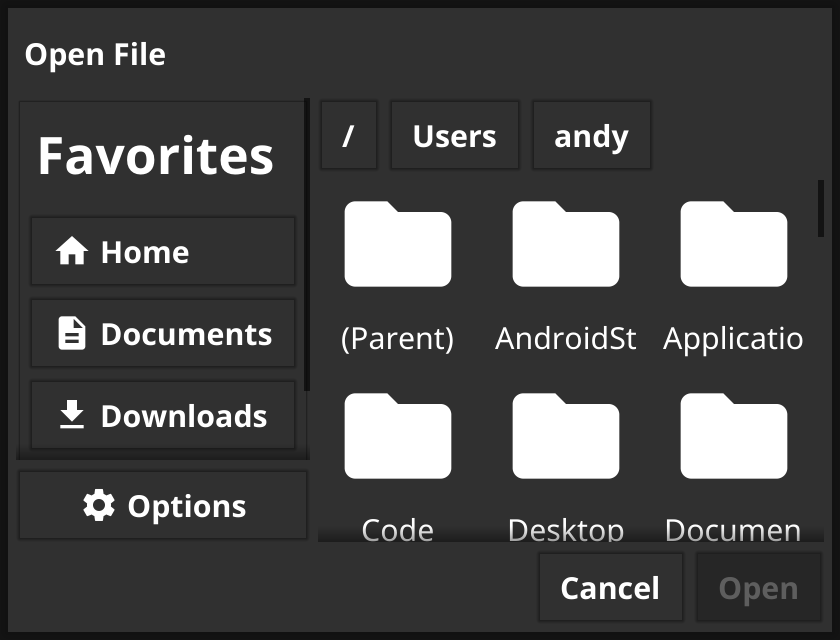 Open File
Favorites
Home
Documents
Downloads
Options
/ Users andy
(Parent) AndroidSt Applicatio
Code Desktop Documen
Cancel Open